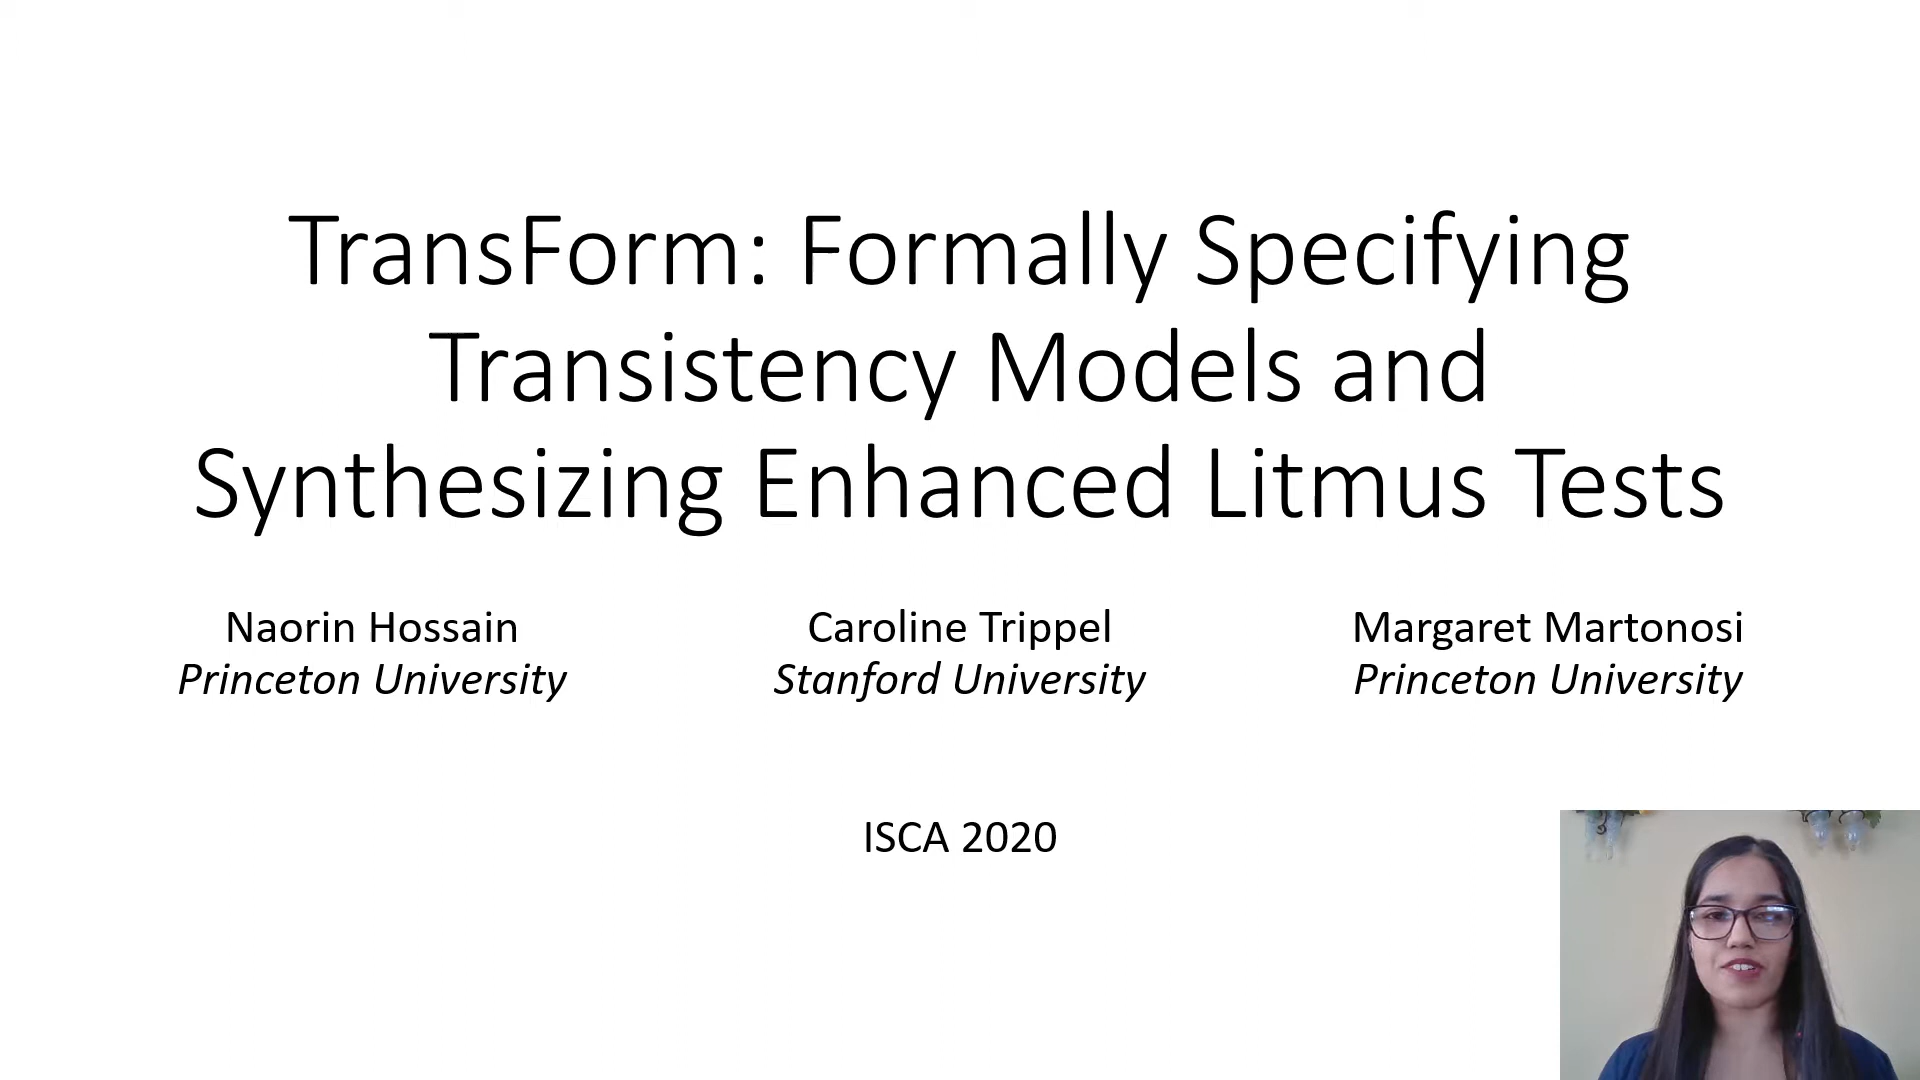 TransForm: Formally Specifying
Transistency Models and
Synthesizing Enhanced Litmus Tests
Naorin Hossain
Princeton University
Caroline Trippel
Stanford University
Margaret Martonosi
Princeton University
ISCA 2020